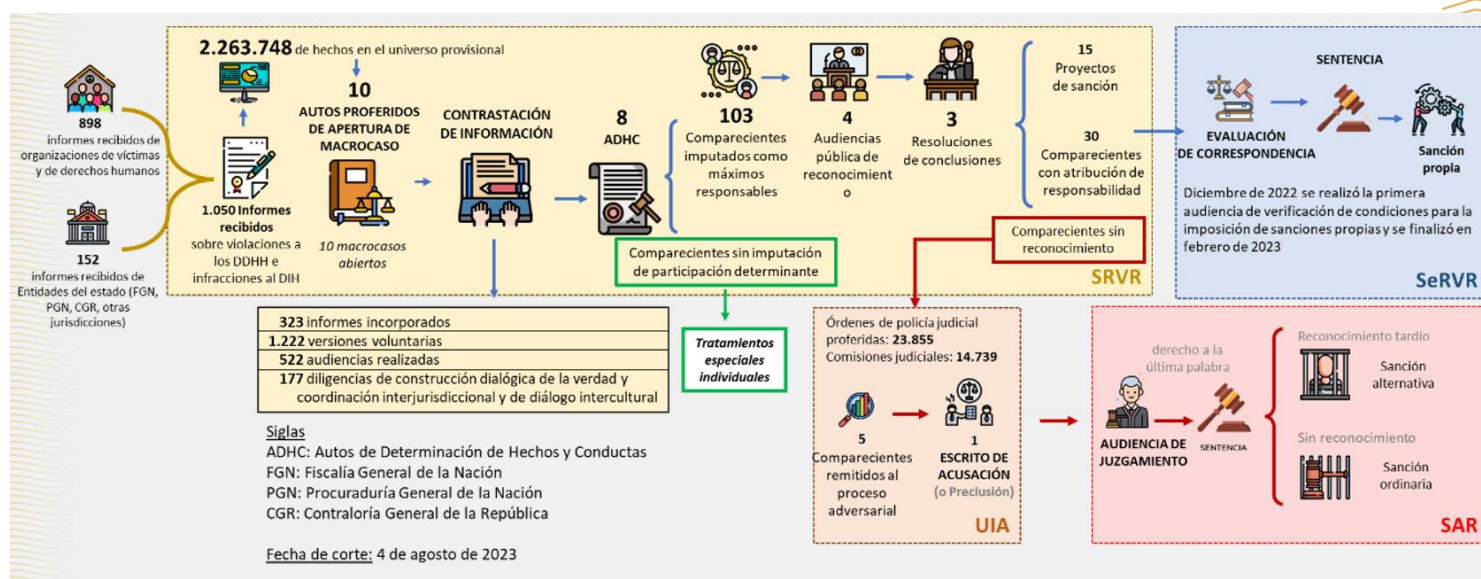 898
informes recibidos de
organizaciones de víctimas
y de derechos humanos
152
informes recibidos de
Entidades del estado (FGN,
PGN, CGR, otras
jurisdicciones)
2.263.748 de hechos en el universo provisional
1.050 Informes
recibidos
sobre violaciones a
los DDHH e
infracciones al DIH
10
AUTOS PROFERIDOS
DE APERTURA DE
MACROCASO
10 macrocasos
abiertos
CONTRASTACIÓN
DE INFORMACIÓN
8
ADHC
103
Comparecientes
imputados como
máximos
responsables
4
Audiencias
pública de
reconocimient
o
3
Resoluciones
de conclusiones
15
Proyectos
de sanción
30
Comparecientes
con atribución de
responsabilidad
Comparecientes sin imputación
de participación determinante
Comparecientes sin
reconocimiento
SRVR
EVALUACIÓN
DE CORRESPONDENCIA
SENTENCIA
Sanción
propia
Diciembre de 2022 se realizó la primera
audiencia de verificación de condiciones para la
imposición de sanciones propias y se finalizó en
febrero de 2023
SeRVR
323 informes incorporados
1.222 versiones voluntarias
522 audiencias realizadas
177 diligencias de construcción dialógica de la verdad y
coordinación interjurisdiccional y de diálogo intercultural
Tratamientos
especiales
individuales
Órdenes de policía judicial
proferidas: 23.855
Comisiones judiciales: 14.739
5
Comparecientes
remitidos al
proceso
adversarial
1
ESCRITO DE
ACUSACIÓN
(o Preclusión)
UIA
derecho a la
última palabra
AUDIENCIA DE
JUZGAMIENTO
SENTENCIA
Reconocimiento tardío
Sanción
alternativa
Sin reconocimiento
Sanción
ordinaria
SAR
Siglas
ADHC: Autos de Determinación de Hechos y Conductas
FGN: Fiscalía General de la Nación
PGN: Procuraduría General de la Nación
CGR: Contraloría General de la República
Fecha de corte: 4 de agosto de 2023